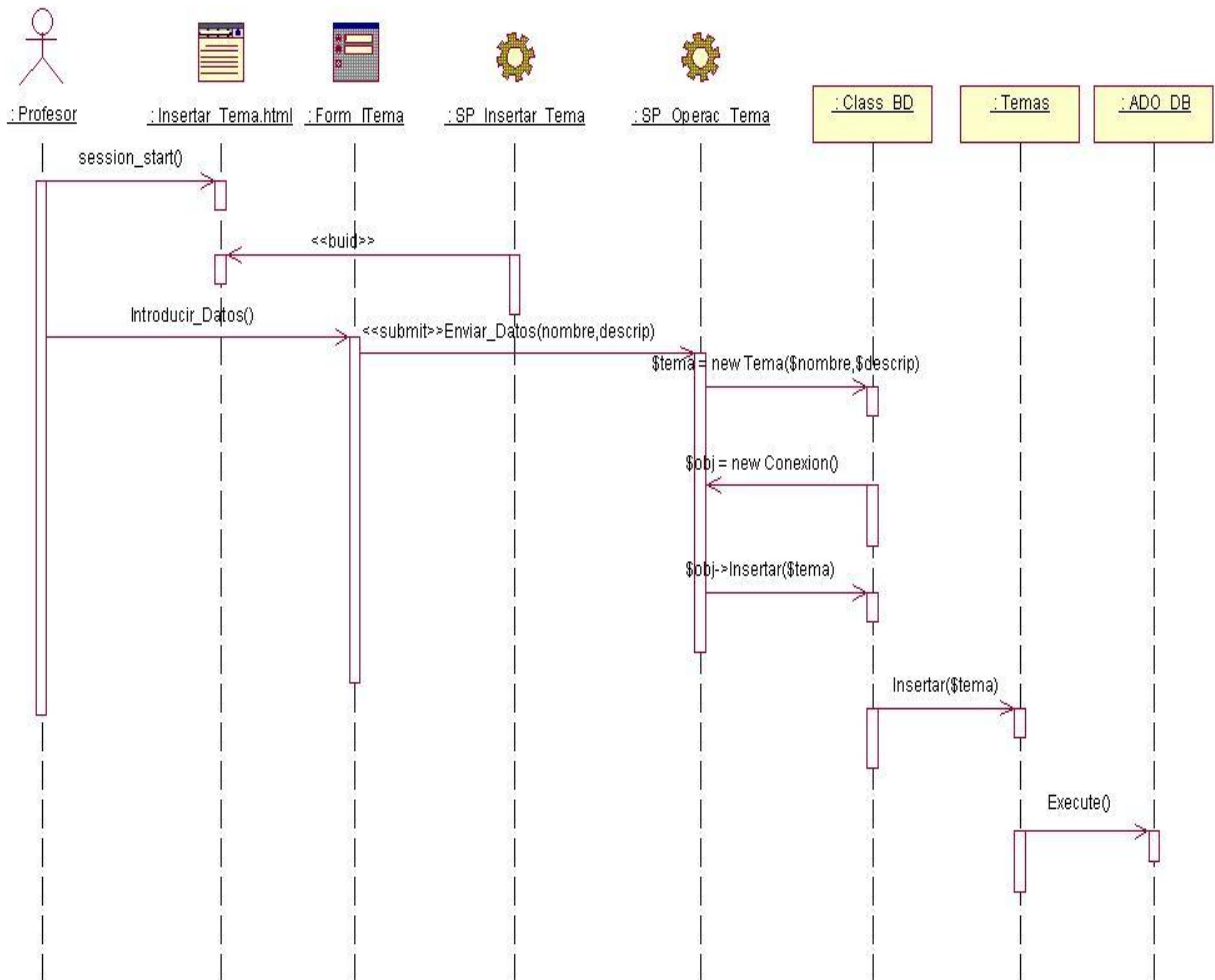 : Profesor
: Insertar_Tema.html
: Form_ITema
: SP_Insertar_Tema
: SP_Operac_Tema
: Class_BD
: Temas
: ADO_DB
session_start()
<<buid>>
Introducir_Datos()
<<submit>>Enviar_Datos(nombre,descrip)
$tema = new Tema($nombre,$descrip)
$obj = new Conexion()
$obj->Insertar($tema)
Insertar($tema)
Execute()